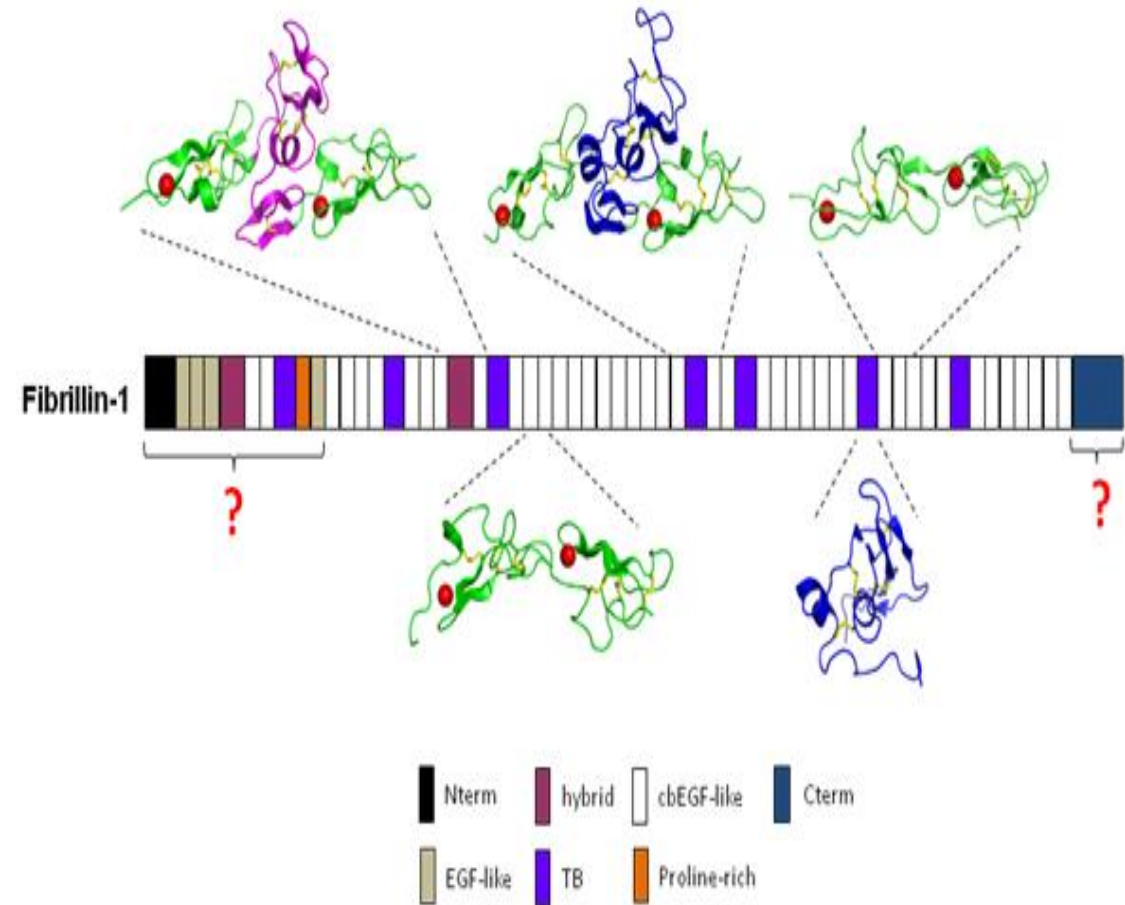 Fibrillin-1
? ?
Nterm hybrid cbEGF-like Cterm
EGF-like TB Proline-rich